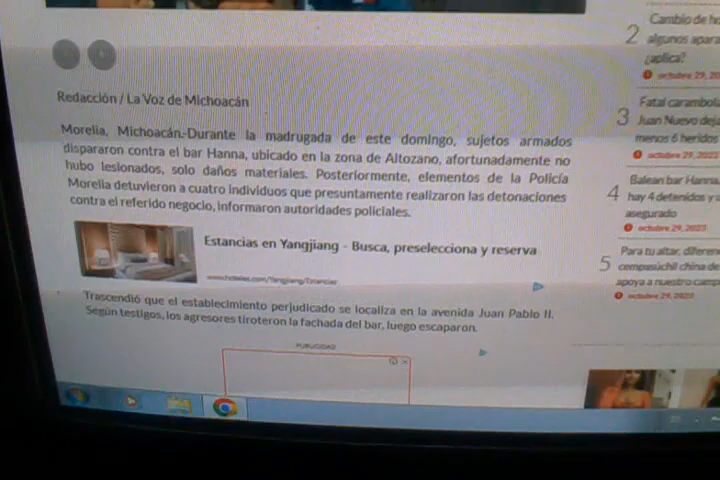 Redacción / La Voz de Michoacán
Morelia, Michoacán.-Durante la madrugada de este domingo, sujetos armados
dispararon contra el bar Hanna, ubicado en la zona de Altozano, afortunadamente no
hubo lesionados, solo daños materiales. Posteriormente, elementos de la Policía
Morelia detuvieron a cuatro individuos que presuntamente realizaron las detonaciones
contra el referido negocio, informaron autoridades policiales.
Estancias en Yangjiang - Busca, preselecciona y reserva
www.hoteles.com/Yangjiang/Estancias
Trascendió que el establecimiento perjudicado se localiza en la avenida Juan Pablo II.
Según testigos, los agresores tiroteron la fachada del bar, luego escaparon.
PUBLICIDAD
2
Cambio de ho
algunos apara
¿aplica?
octubre 29, 20
3
Fatal carambola
Juan Nuevo deja
menos 6 heridos
octubre 29, 2023
4
Balean bar Hanna,
hay 4 detenidos y
asegurado
octubre 29, 2023
5
Para tu altar, diferen
cempasúchil china de
apoya a nuestro camp
octubre 29, 2023